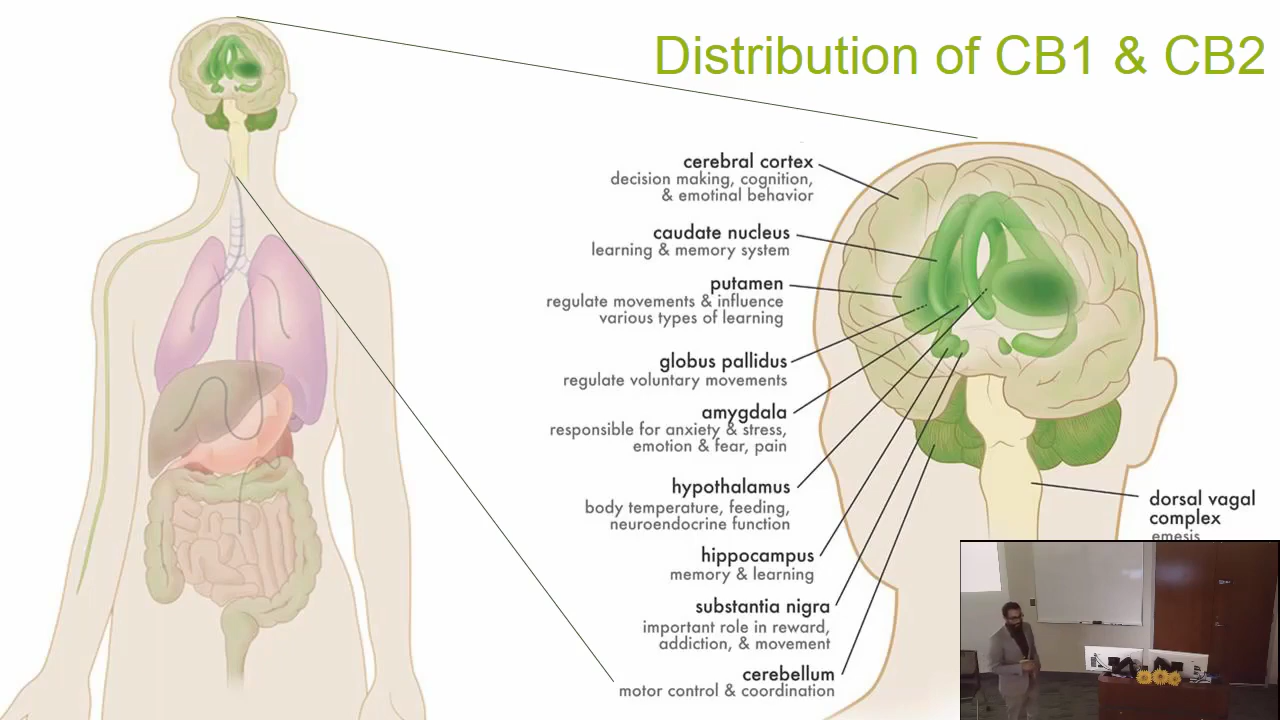 Distribution of CB1 & CB2
cerebral cortex
decision making, cognition,
& emotinal behavior
caudate nucleus
learning & memory system
putamen
regulate movements & influence
various types of learning
globus pallidus
regulate voluntary movements
amygdala
responsible for anxiety & stress,
emotion & fear, pain
hypothalamus
body temperature, feeding,
neuroendocrine function
hippocampus
memory & learning
substantia nigra
important role in reward,
addiction, & movement
cerebellum
motor control & coordination
dorsal vagal
complex
emesis